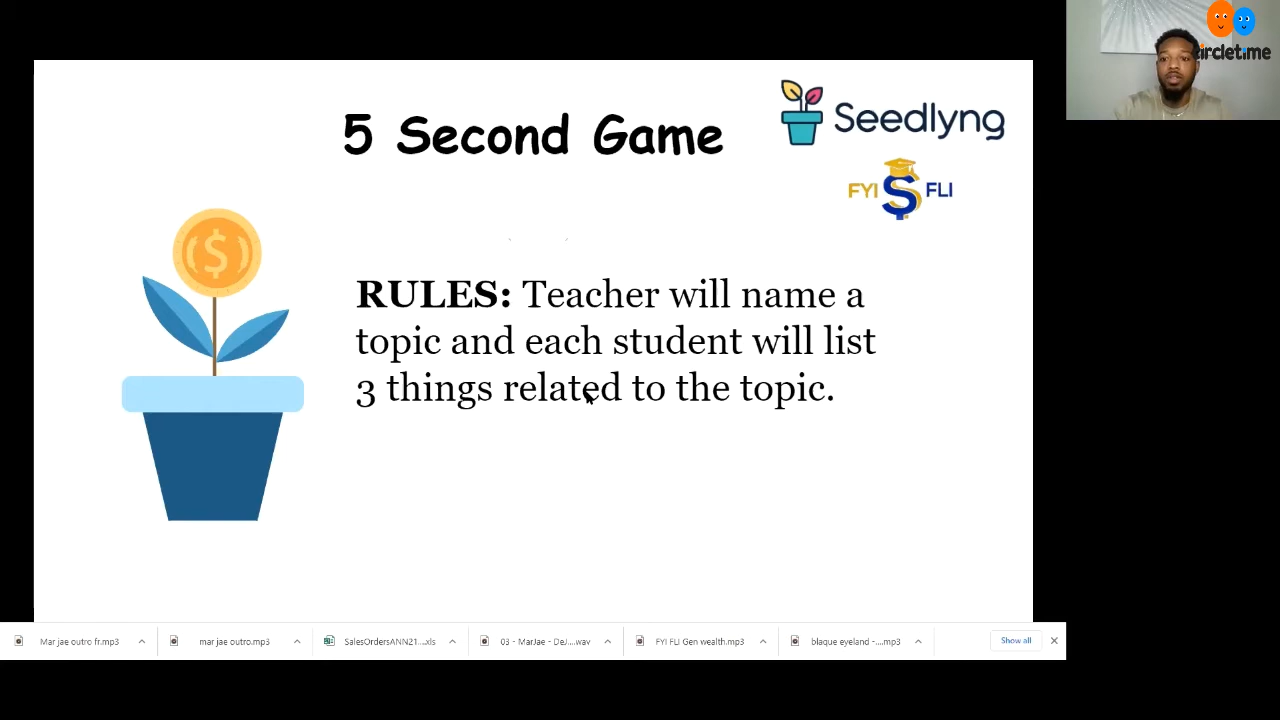 circletime
5 Second Game
Seedlyng
FYI $ FLI
$
RULES: Teacher will name a
topic and each student will list
3 things related to the topic.
Mar jae outro fr.mp3
mar jae outro.mp3
SalesOrdersANN21....xls
03 - MarJae - DeJ....wav
FYI FLI Gen wealth.mp3
blaque eyeland -....mp3
Show all